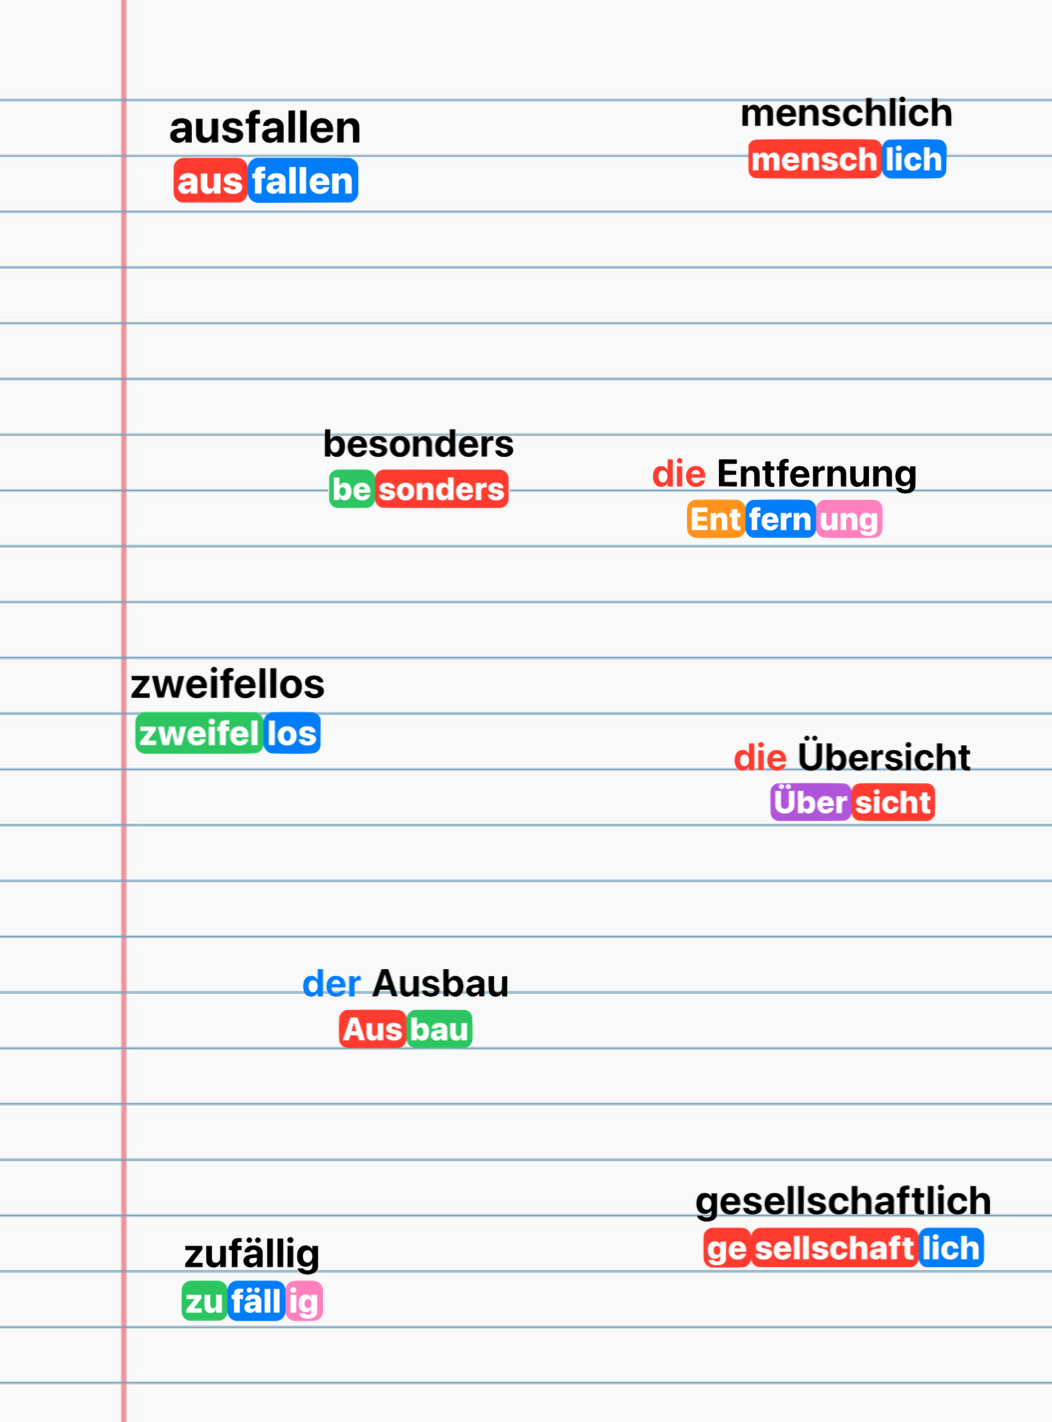 ausfallen
aus fallen
menschlich
mensch lich
besonders
be sonders
die Entfernung
Ent fern ung
zweifellos
zweifel los
die Übersicht
Über sicht
der Ausbau
Aus bau
gesellschaftlich
ge sellschaft lich
zufällig
zu fäll ig